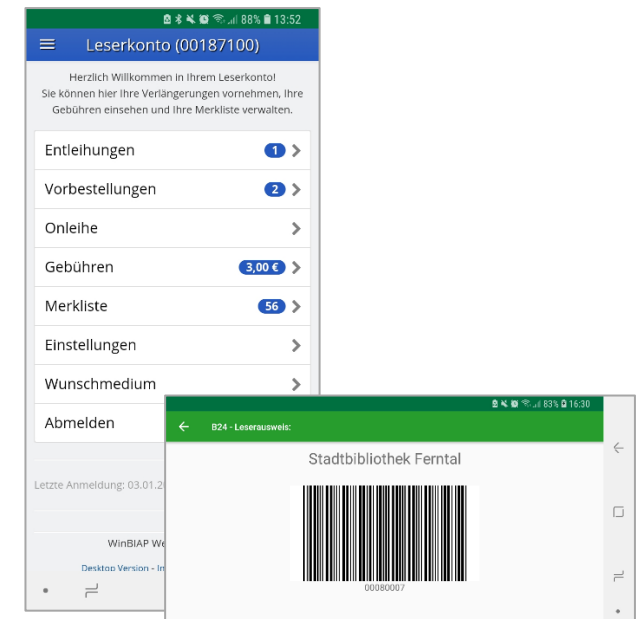 88% 13:52
Leserkonto (00187100)
Herzlich Willkommen in Ihrem Leserkonto!
Sie können hier Ihre Verlängerungen vornehmen, Ihre
Gebühren einsehen und Ihre Merkliste verwalten.
Entleihungen 1
Vorbestellungen 2
Onleihe
Gebühren 3,00 €
Merkliste 56
Einstellungen
Wunschmedium
Abmelden
Letzte Anmeldung: 03.01.2
WinBIAP We
Desktop Version - In
83% 16:30
B24 - Leserausweis:
Stadtbibliothek Ferntal
00080007